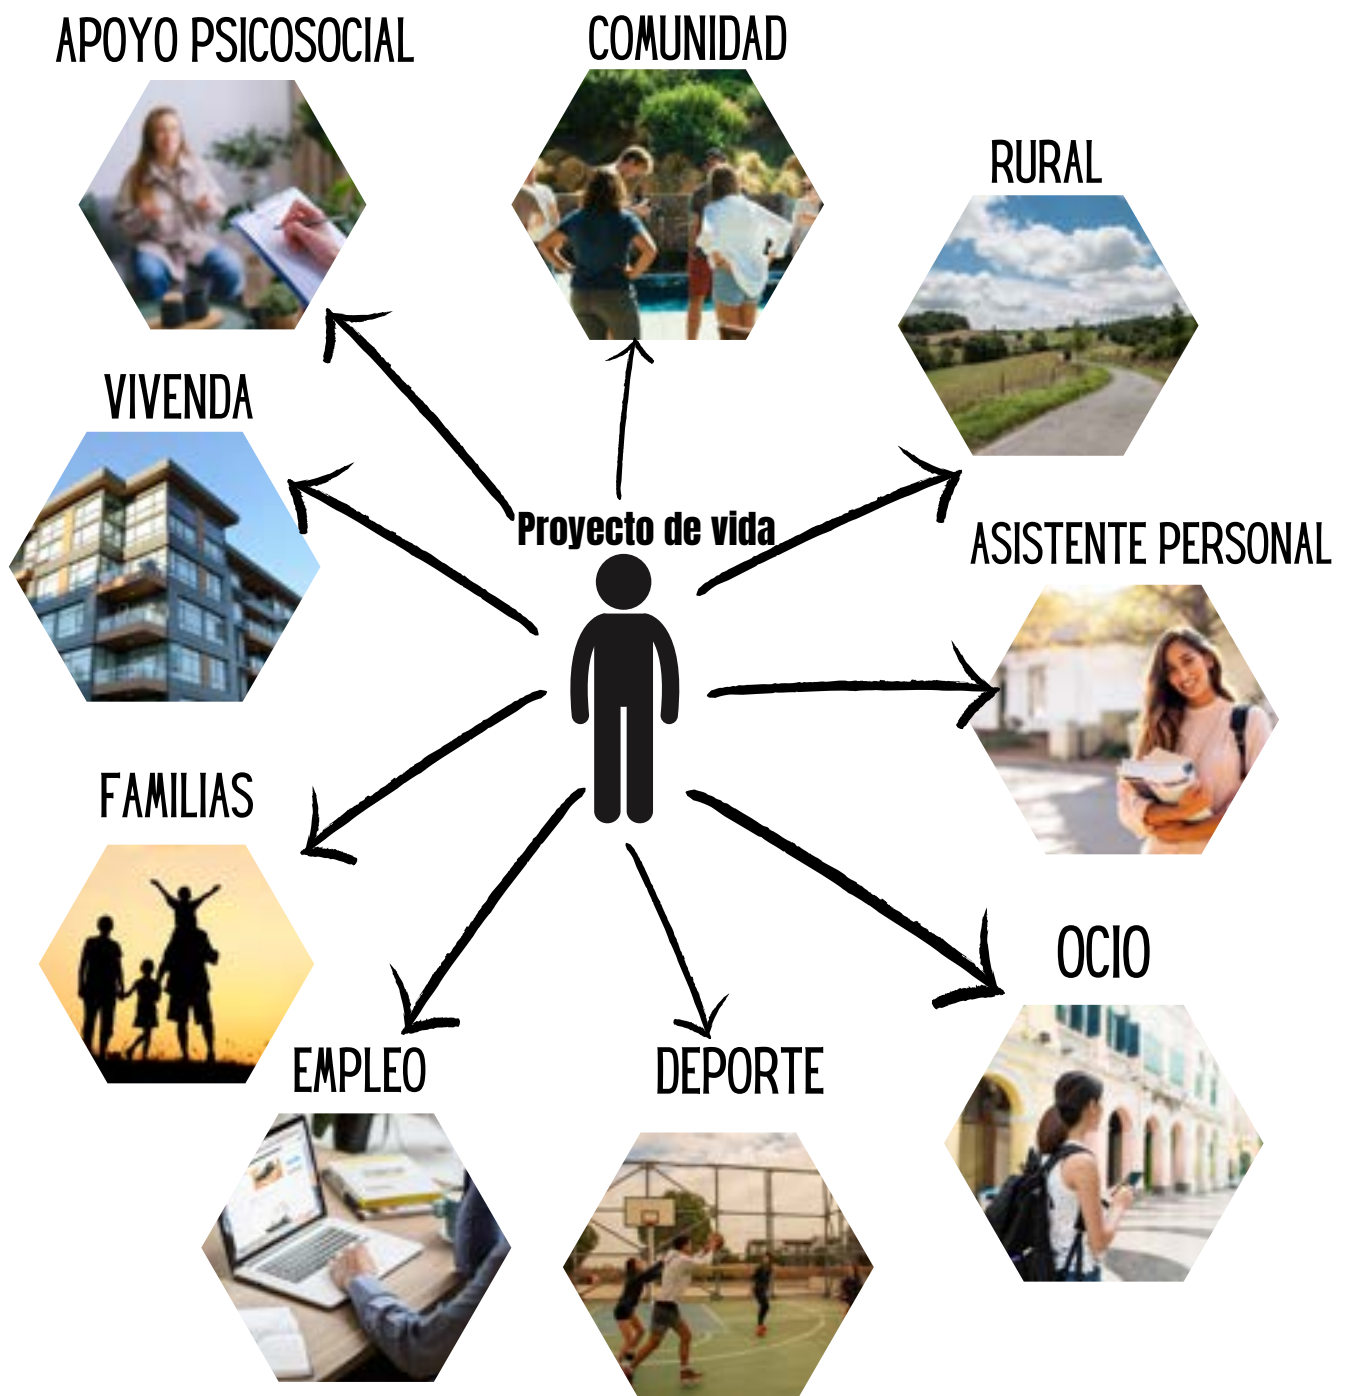 APOYO PSICOSOCIAL
COMUNIDAD
RURAL
VIVENDA
Proyecto de vida
ASISTENTE PERSONAL
FAMILIAS
OCIO
EMPLEO
DEPORTE